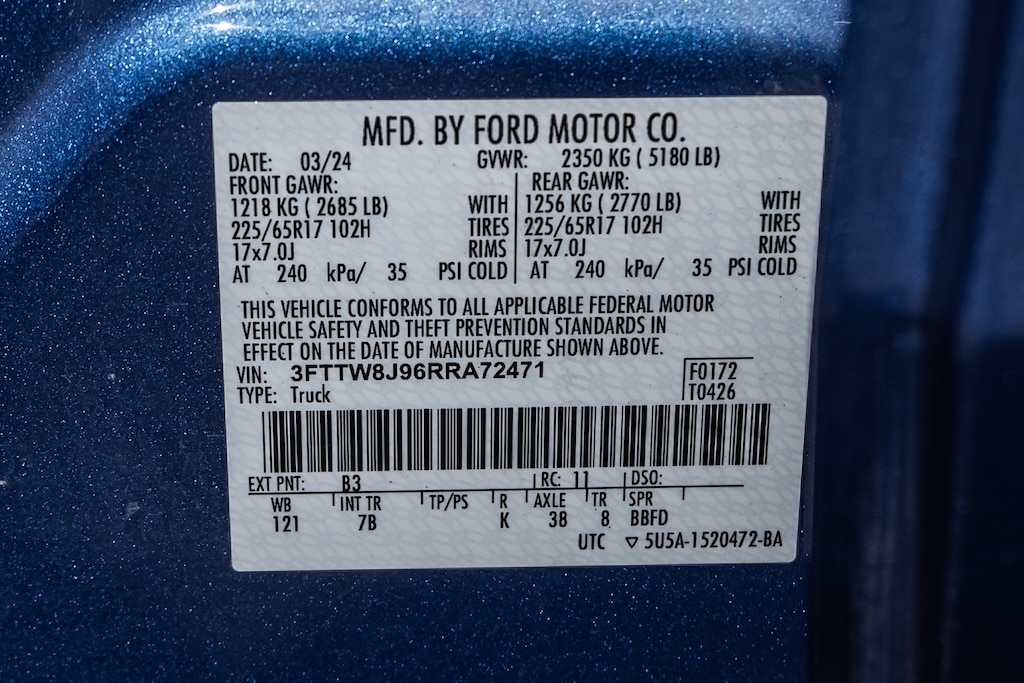 MFD. BY FORD MOTOR CO.
DATE: 03/24 GVWR: 2350 KG ( 5180 LB)
FRONT GAWR: REAR GAWR:
1218 KG ( 2685 LB) WITH 1256 KG ( 2770 LB) WITH
225/65R17 102H TIRES 225/65R17 102H TIRES
17x7.0J RIMS 17x7.0J RIMS
AT 240 kPa/ 35 PSI COLD AT 240 kPa/ 35 PSI COLD
THIS VEHICLE CONFORMS TO ALL APPLICABLE FEDERAL MOTOR
VEHICLE SAFETY AND THEFT PREVENTION STANDARDS IN
EFFECT ON THE DATE OF MANUFACTURE SHOWN ABOVE.
VIN: 3FTTW8J96RRA72471 F0172
TYPE: Truck T0426
EXT PNT: B3 RC: 11 DSO:
WB INT TR TP/PS R AXLE TR SPR
121 7B K 38 8 BBFD
UTC ▽ 5U5A-1520472-BA